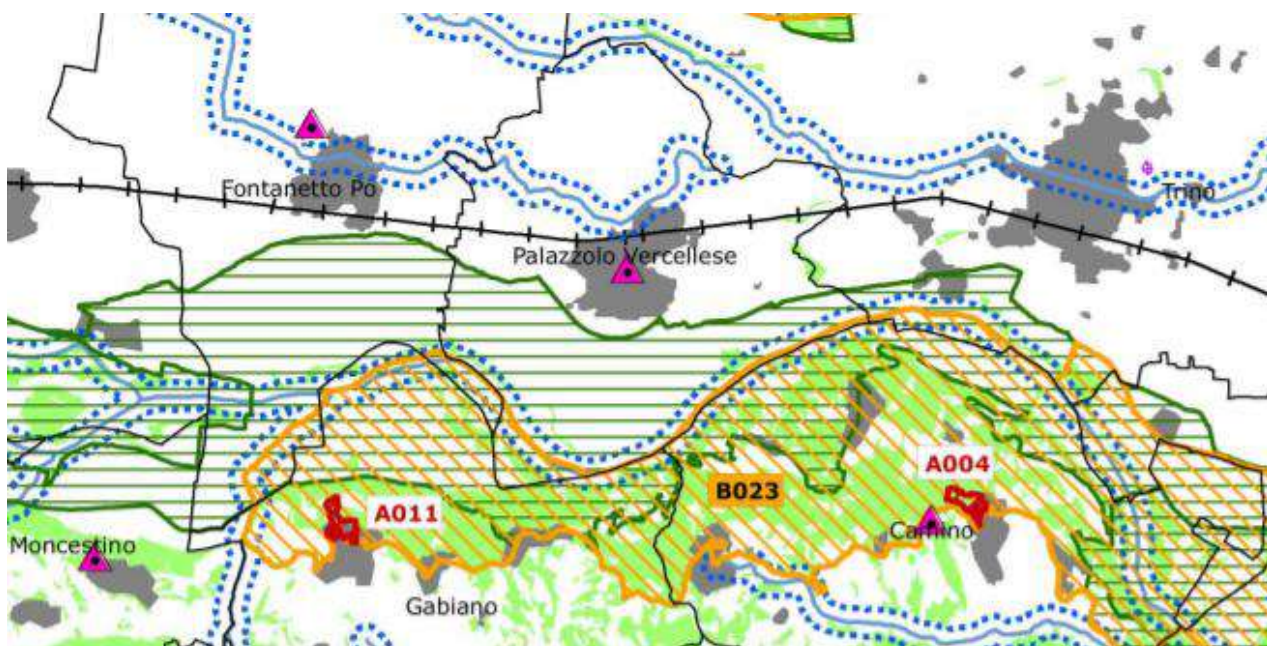 Fontanetto Po
Trino
Palazzolo Vercellese
A004
B023
A011
Camino
Moncestino
Gabiano